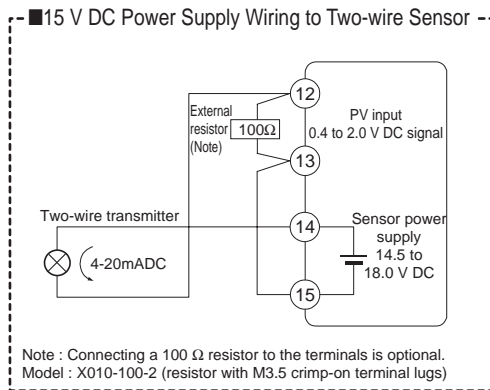 ■15 V DC Power Supply Wiring to Two-wire Sensor
12
External
resistor
(Note)
100Ω
PV input
0.4 to 2.0 V DC signal
13
Two-wire transmitter
14
Sensor power
supply
14.5 to
18.0 V DC
4-20mADC
15
Note : Connecting a 100 Ω resistor to the terminals is optional.
Model : X010-100-2 (resistor with M3.5 crimp-on terminal lugs)